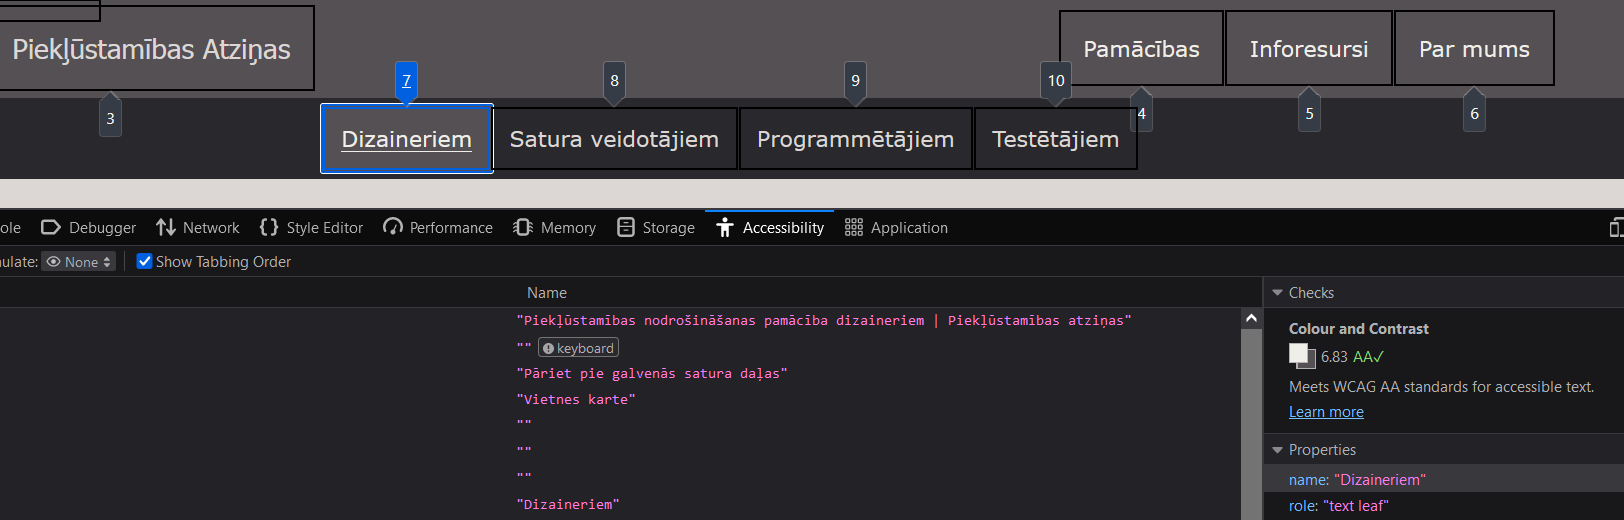 Piekļūstamības Atziņas
Pamācības
Inforesursi
Par mums
3
4
5
6
7
8
9
10
Dizaineriem
Satura veidotājiem
Programmētājiem
Testētājiem
ole
Debugger
Network
Style Editor
Performance
Memory
Storage
Accessibility
Application
ulate:
None
Show Tabbing Order
Name
"Piekļūstamības nodrošināšanas pamācība dizaineriem | Piekļūstamības atziņas"
"" keyboard
"Pāriet pie galvenās satura daļas"
"Vietnes karte"
""
""
""
"Dizaineriem"
Checks
Colour and Contrast
6.83 AA✓
Meets WCAG AA standards for accessible text.
Learn more
Properties
name: "Dizaineriem"
role: "text leaf"